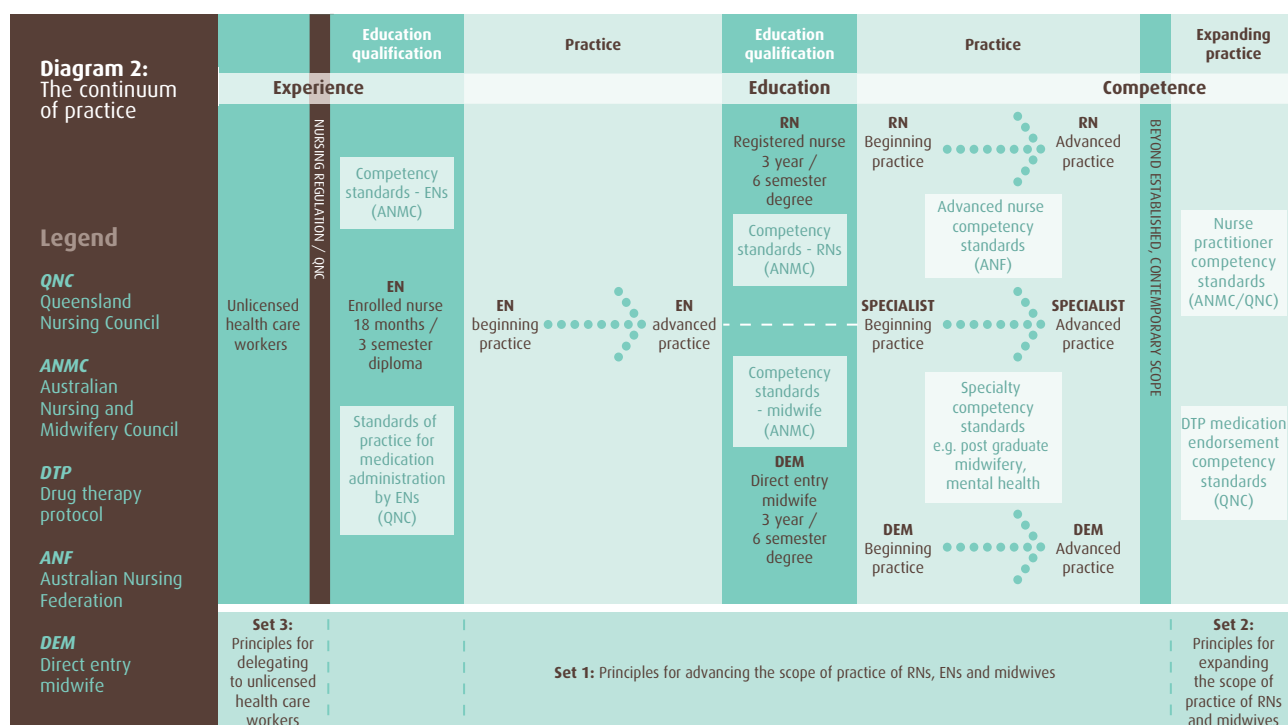 Diagram 2:
The continuum
of practice
Legend
QNC
Queensland
Nursing Council
ANMC
Australian
Nursing and
Midwifery Council
DTP
Drug therapy
protocol
ANF
Australian Nursing
Federation
DEM
Direct entry
midwife
Education
qualification
Practice
Education
qualification
Practice
Expanding
practice
Experience
Education
Competence
Unlicensed
health care
workers
NURSING REGULATION / QNC
Competency
standards - ENs
(ANMC)
EN
Enrolled nurse
18 months /
3 semester
diploma
Standards of
practice for
medication
administration
by ENs
(QNC)
EN
beginning
practice
EN
advanced
practice
RN
Registered nurse
3 year /
6 semester
degree
Competency
standards - RNs
(ANMC)
Competency
standards
- midwife
(ANMC)
DEM
Direct entry
midwife
3 year /
6 semester
degree
RN
Beginning
practice
RN
Advanced
practice
Advanced nurse
competency
standards
(ANF)
SPECIALIST
Beginning
practice
SPECIALIST
Advanced
practice
Specialty
competency
standards
e.g. post graduate
midwifery,
mental health
DEM
Beginning
practice
DEM
Advanced
practice
BEYOND ESTABLISHED, CONTEMPORARY SCOPE
Nurse
practitioner
competency
standards
(ANMC/QNC)
DTP medication
endorsement
competency
standards
(QNC)
Set 3:
Principles for
delegating
to unlicensed
health care
workers
Set 1: Principles for advancing the scope of practice of RNs, ENs and midwives
Set 2:
Principles for
expanding
the scope of
practice of RNs
and midwives